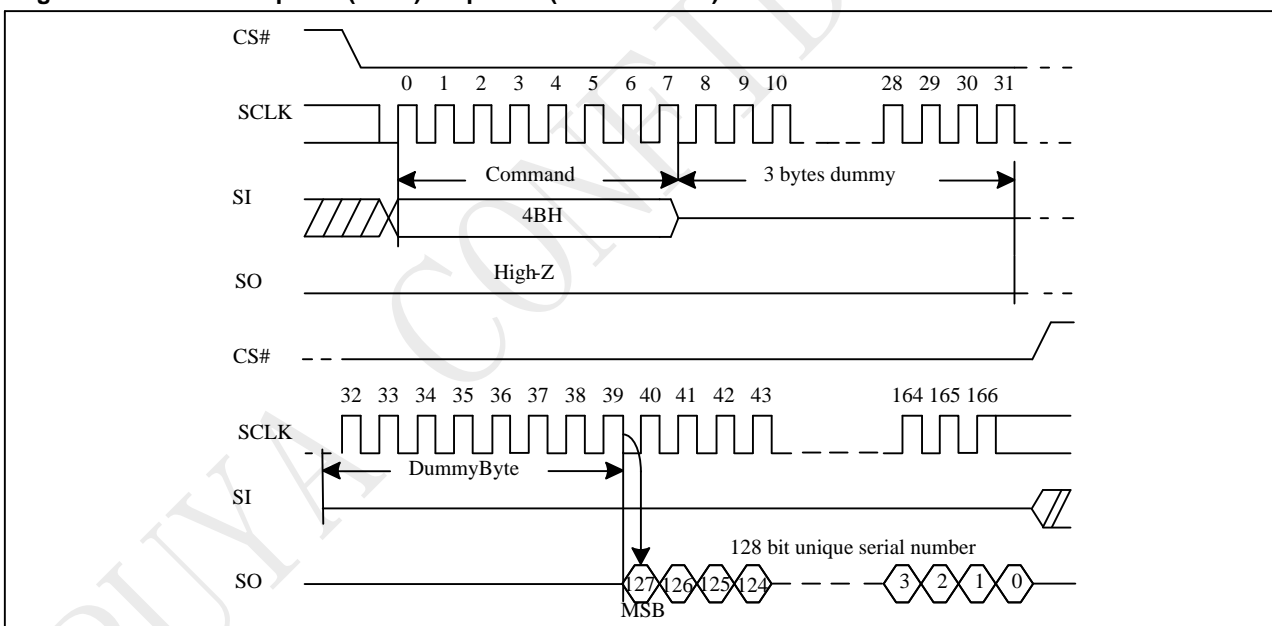 CS#
0 1 2 3 4 5 6 7 8 9 10 28 29 30 31
SCLK
Command 3 bytes dummy
SI
4BH
High-Z
SO
CS#
32 33 34 35 36 37 38 39 40 41 42 43 164 165 166
SCLK
DummyByte
SI
128 bit unique serial number
SO 127 126 125 124 3 2 1 0
MSB
PUYA CONFID